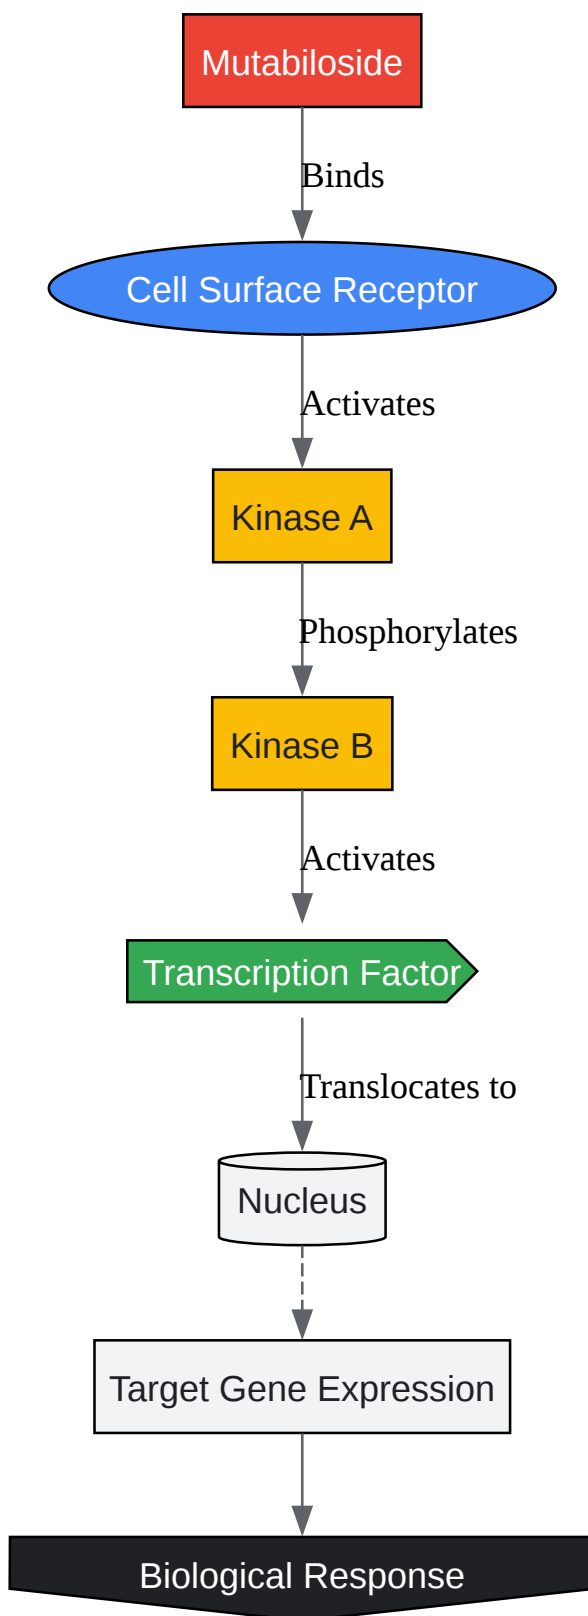 Mutabiloside
Binds
Cell Surface Receptor
Activates
Kinase A
Phosphorylates
Kinase B
Activates
Transcription Factor
Translocates to
Nucleus
Target Gene Expression
Biological Response